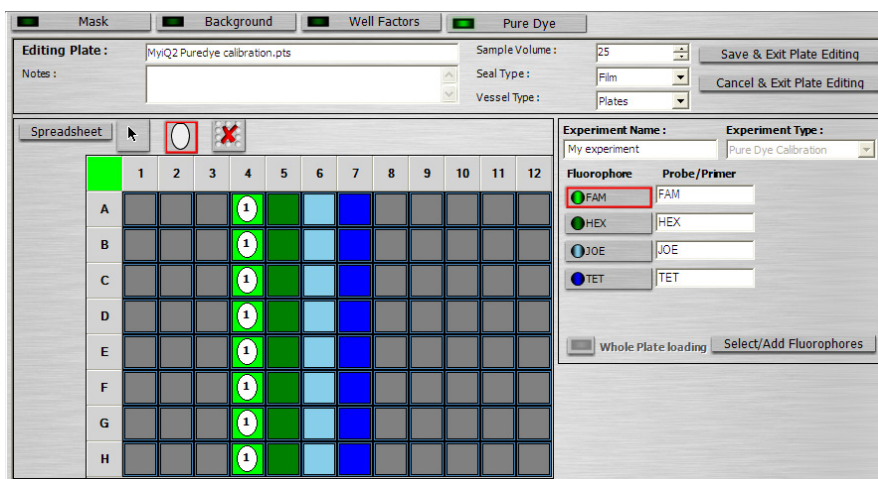 Mask Background Well Factors Pure Dye
Editing Plate : MyiQ2 Puredye calibration.pts Sample Volume : 25 Save & Exit Plate Editing
Notes : Seal Type : Film Cancel & Exit Plate Editing
Vessel Type : Plates
Spreadsheet Experiment Name : Experiment Type :
My experiment Pure Dye Calibration
1 2 3 4 5 6 7 8 9 10 11 12 Fluorophore Probe/Primer
A 1 FAM FAM
B 1 HEX HEX
C 1 JOE JOE
D 1 TET TET
E 1 Whole Plate loading Select/Add Fluorophores
F 1
G 1
H 1